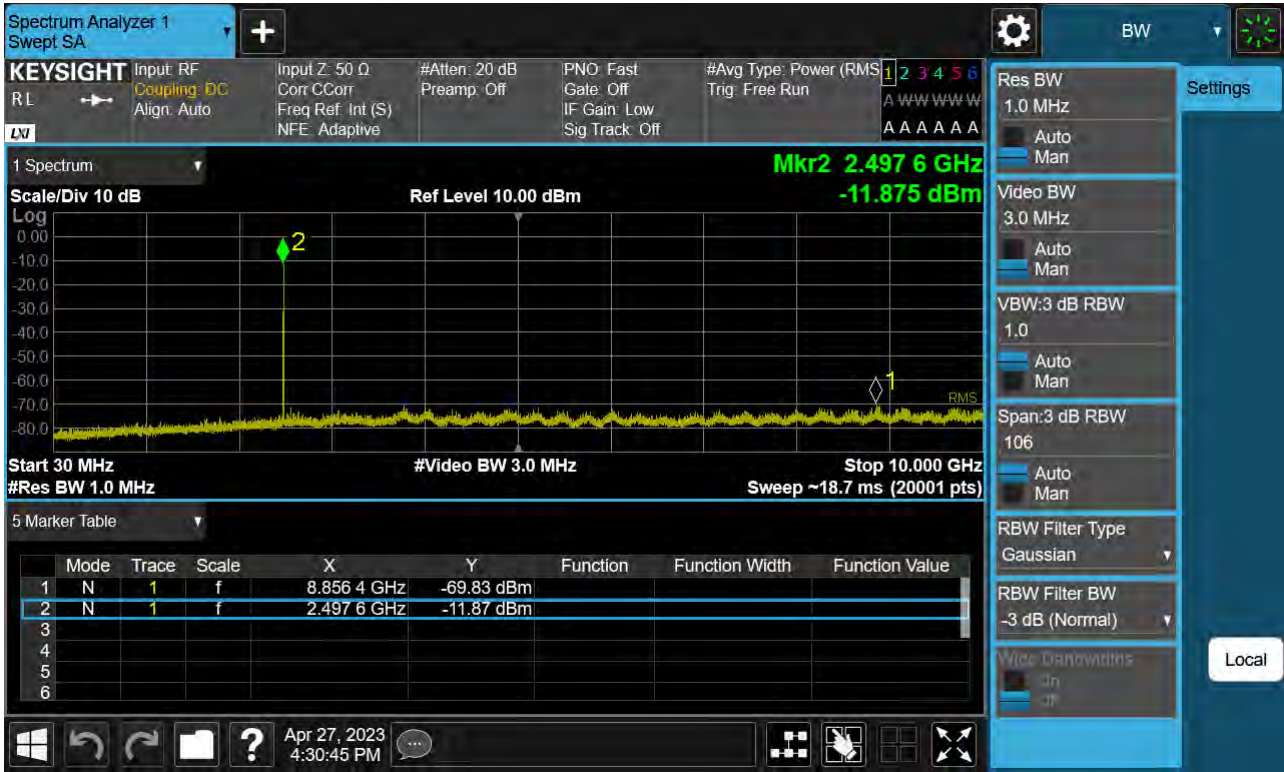 Spectrum Analyzer 1
Swept SA
BW
KEYSIGHT
RL
LXI
Input: RF
Coupling: DC
Align: Auto
Input Z: 50 Ω
Corr CCorr
Freq Ref: Int (S)
NFE: Adaptive
#Atten: 20 dB
Preamp: Off
PNO: Fast
Gate: Off
IF Gain: Low
Sig Track: Off
#Avg Type: Power (RMS
Trig: Free Run
1 2 3 4 5 6
A W W W W W
A A A A A A
1 Spectrum
Mkr2 2.497 6 GHz
Scale/Div 10 dB
Ref Level 10.00 dBm
-11.875 dBm
Log
0.00
-10.0
-20.0
-30.0
-40.0
-50.0
-60.0
-70.0
-80.0
2
1
RMS
Start 30 MHz
#Video BW 3.0 MHz
Stop 10.000 GHz
#Res BW 1.0 MHz
Sweep ~18.7 ms (20001 pts)
5 Marker Table
Mode Trace Scale X Y Function Function Width Function Value
1 N 1 f 8.856 4 GHz -69.83 dBm
2 N 1 f 2.497 6 GHz -11.87 dBm
3
4
5
6
Apr 27, 2023
4:30:45 PM
Res BW
1.0 MHz
Auto
Man
Video BW
3.0 MHz
Auto
Man
VBW:3 dB RBW
1.0
Auto
Man
Span:3 dB RBW
106
Auto
Man
RBW Filter Type
Gaussian
RBW Filter BW
-3 dB (Normal)
Settings
Local